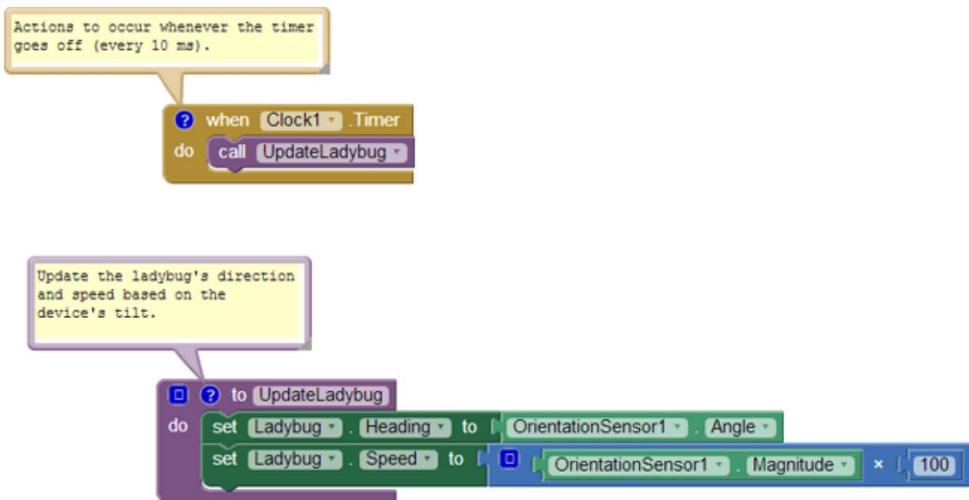 Actions to occur whenever the timer
goes off (every 10 ms).
? when Clock1 .Timer
do call UpdateLadybug
Update the ladybug's direction
and speed based on the
device's tilt.
? to UpdateLadybug
do set Ladybug . Heading to OrientationSensor1 . Angle
set Ladybug . Speed to OrientationSensor1 . Magnitude × 100